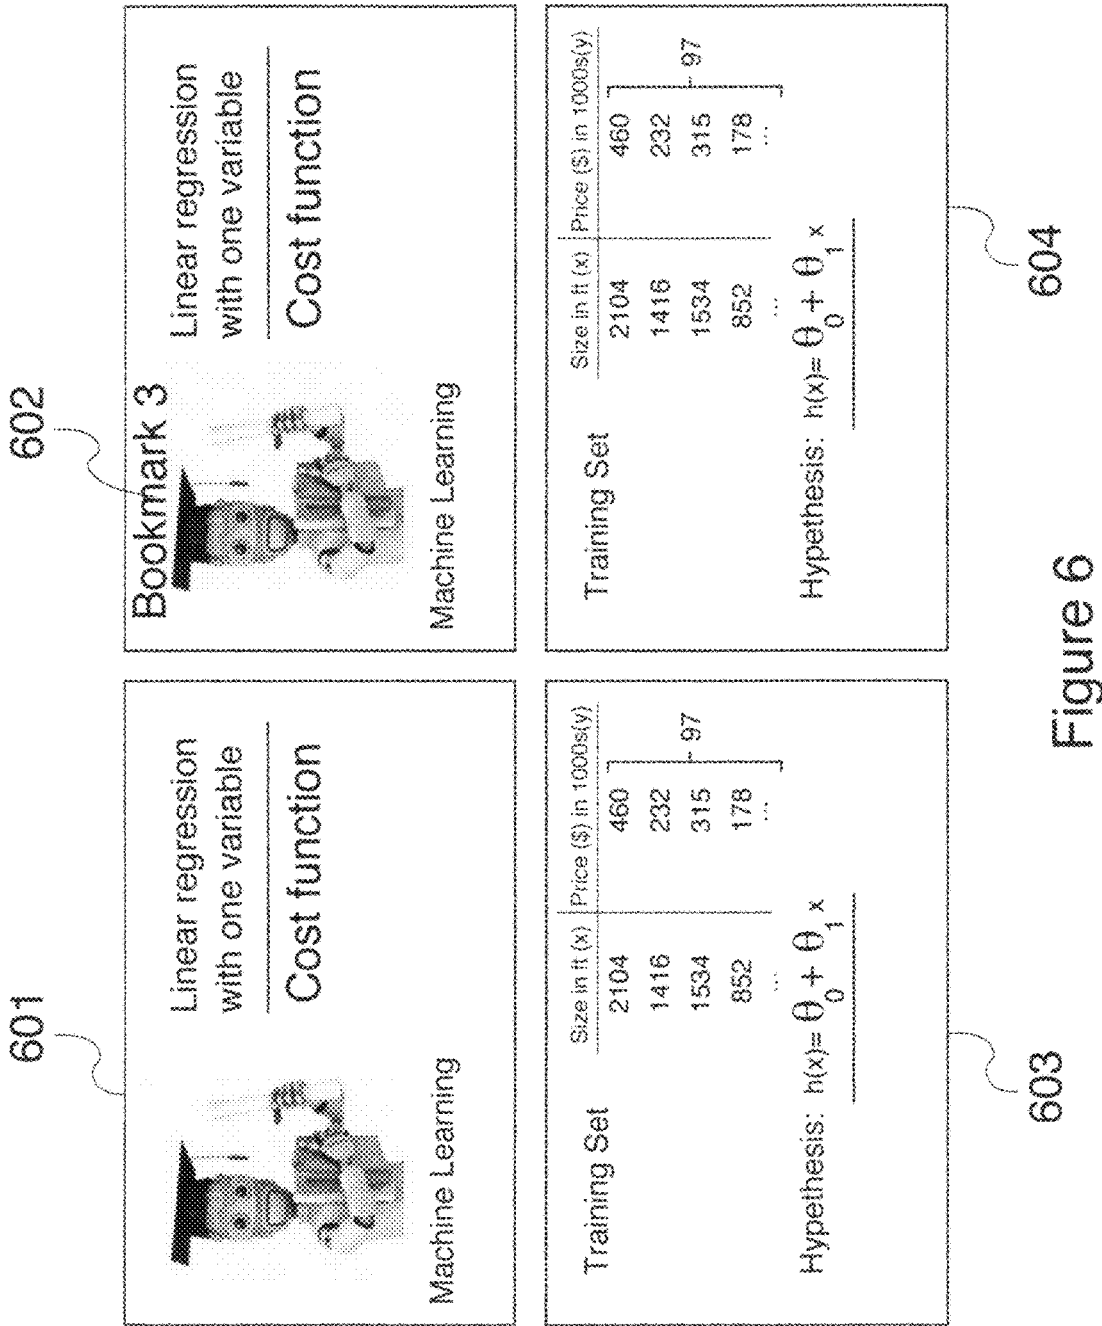 601
Linear regression
with one variable
Cost function
Machine Learning
602
Bookmark 3
Linear regression
with one variable
Cost function
Machine Learning
Training Set
Size in ft (x) Price ($) in 1000s(y)
2104 460
1416 232
1534 315
852 178
... ...
97
Hypethesis: h(x)= θ0 + θ1 x
603
Training Set
Size in ft (x) Price ($) in 1000s(y)
2104 460
1416 232
1534 315
852 178
... ...
97
Hypethesis: h(x)= θ0 + θ1 x
604
Figure 6